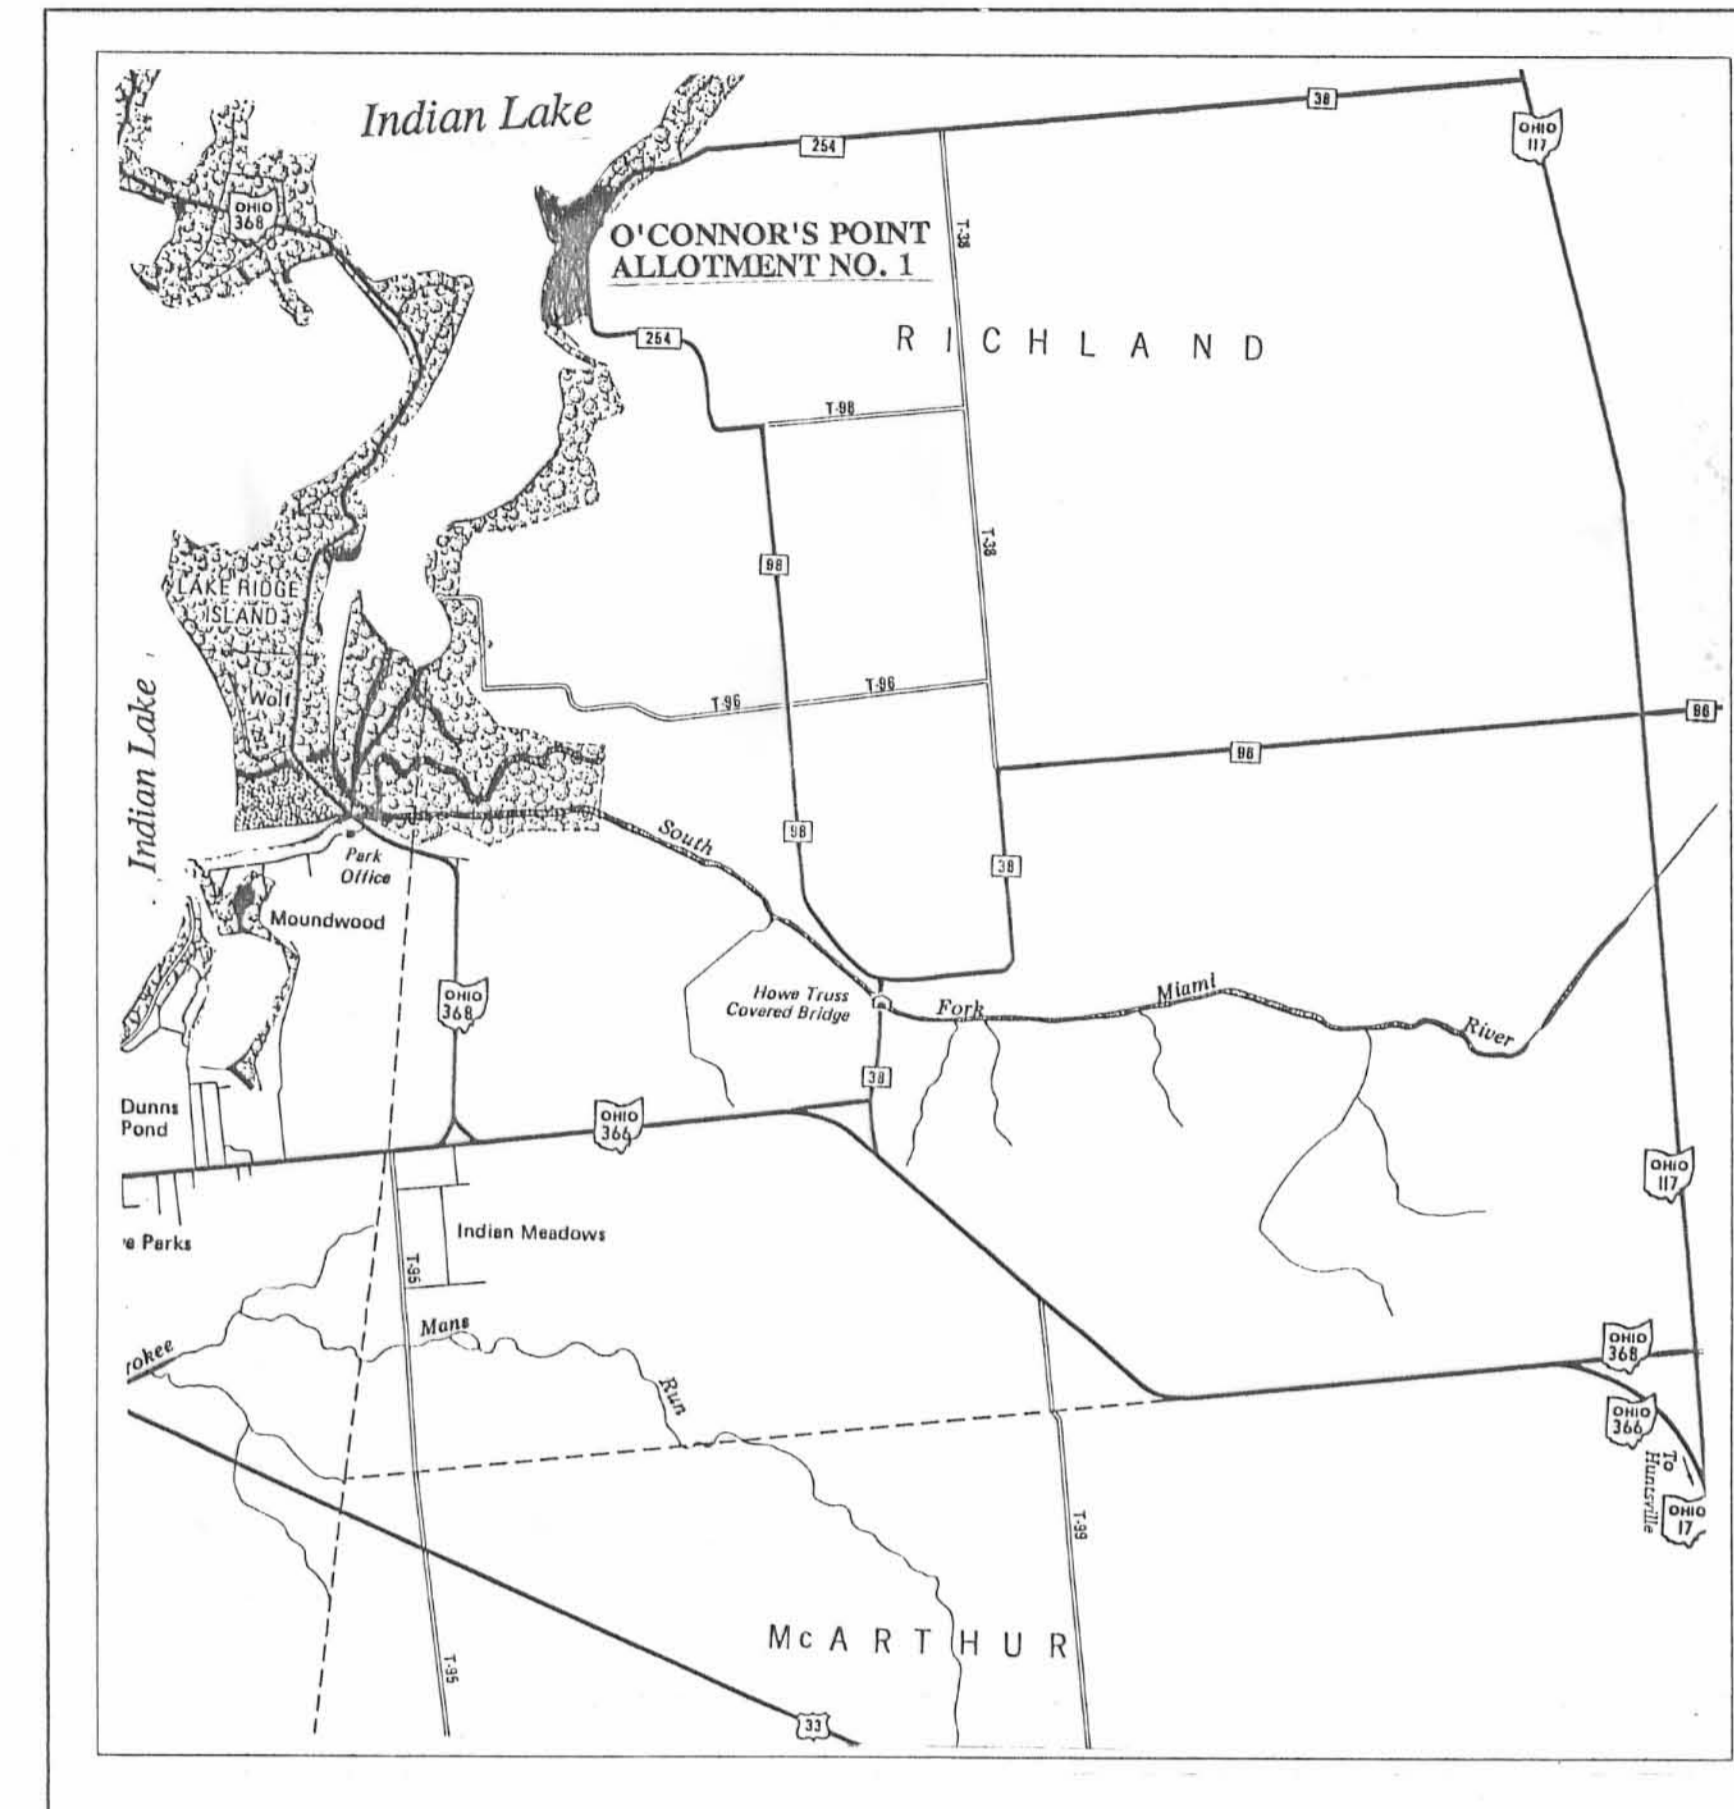 Indian Lake
38
OHIO
117
254
OHIO
368
O'CONNOR'S POINT
ALLOTMENT NO. 1
T-38
254
RICHLAND
T-98
98
T-38
LAKE RIDGE
ISLAND
Wolf
T-96
T-96
Indian Lake
96
South
98
38
Park
Office
Moundwood
OHIO
368
Howe Truss
Covered Bridge
Fork
Miami
River
38
Dunns
Pond
OHIO
366
OHIO
117
Indian Meadows
'e Parks
T-95
Mans
rokee
Run
OHIO
368
OHIO
366
To
Huntsville
OHIO
17
T-99
McARTHUR
T-95
33